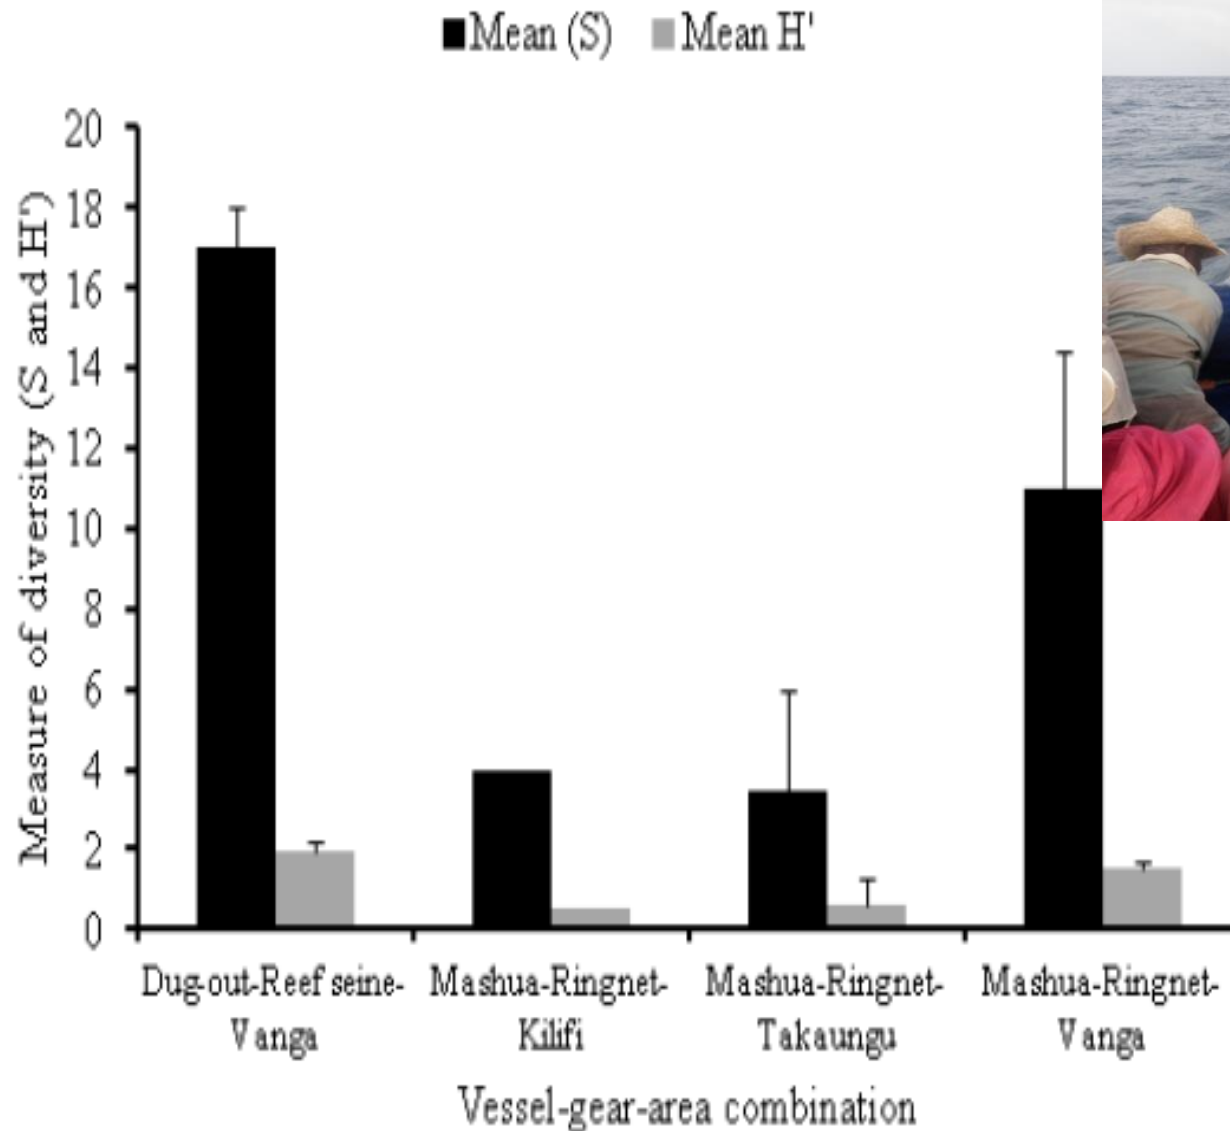 Mean (S) Mean H'
Measure of diversity (S and H')
20
18
16
14
12
10
8
6
4
2
0
Dug-out-Reef seine-
Vanga
Mashua-Ringnet-
Kilifi
Mashua-Ringnet-
Takaungu
Mashua-Ringnet-
Vanga
Vessel-gear-area combination